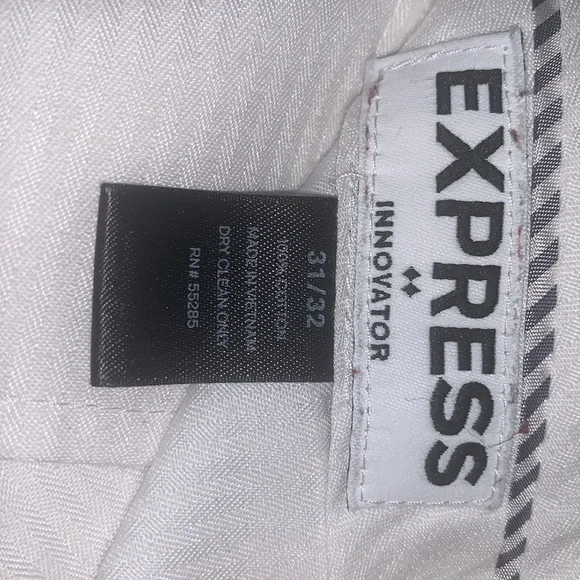 EXPRESS
INNOVATOR
31/32
100% COTTON
MADE IN VIETNAM
DRY CLEAN ONLY
RN# 55285